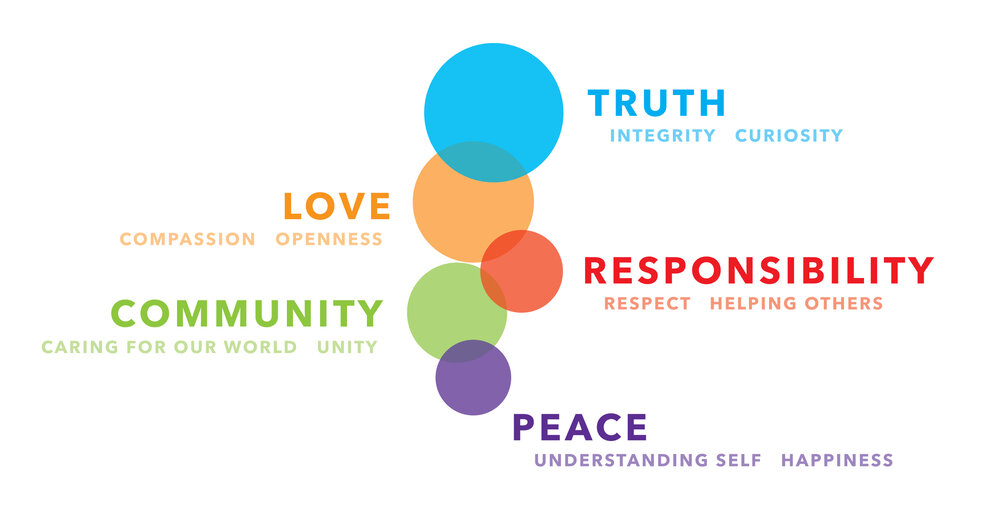 TRUTH
INTEGRITY CURIOSITY
LOVE
COMPASSION OPENNESS
RESPONSIBILITY
RESPECT HELPING OTHERS
COMMUNITY
CARING FOR OUR WORLD UNITY
PEACE
UNDERSTANDING SELF HAPPINESS